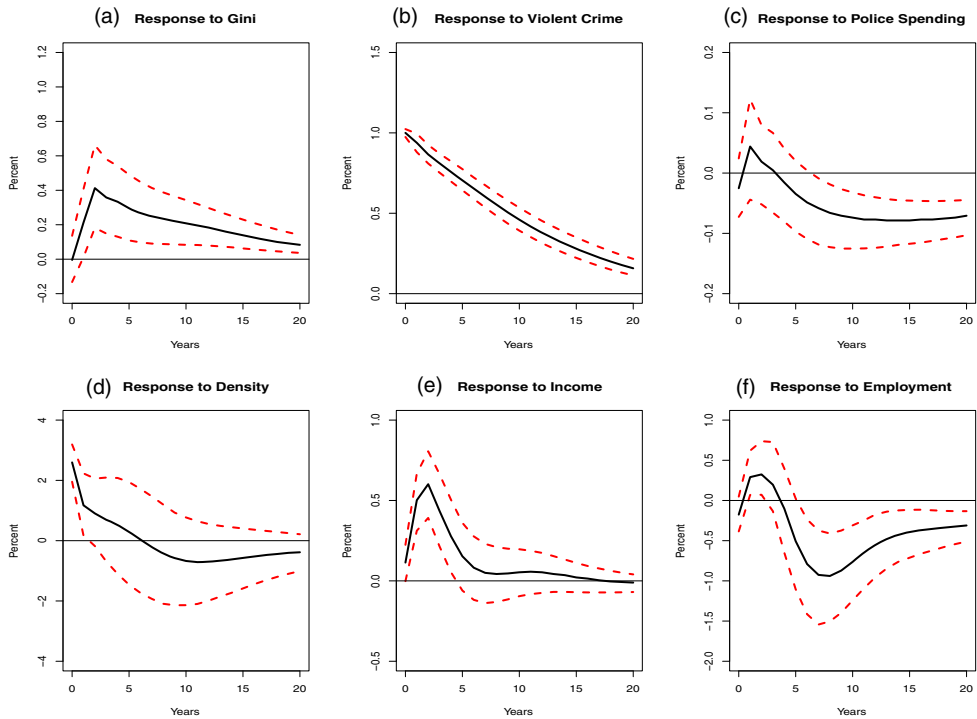 (a) Response to Gini
Percent
1.2
1.0
0.8
0.6
0.4
0.2
0.0
−0.2
0 5 10 15 20
Years
(b) Response to Violent Crime
Percent
1.5
1.0
0.5
0.0
0 5 10 15 20
Years
(c) Response to Police Spending
Percent
0.2
0.1
0.0
−0.1
−0.2
0 5 10 15 20
Years
(d) Response to Density
Percent
4
2
0
−2
−4
0 5 10 15 20
Years
(e) Response to Income
Percent
1.0
0.5
0.0
−0.5
0 5 10 15 20
Years
(f) Response to Employment
Percent
1.0
0.5
0.0
−0.5
−1.0
−1.5
−2.0
0 5 10 15 20
Years